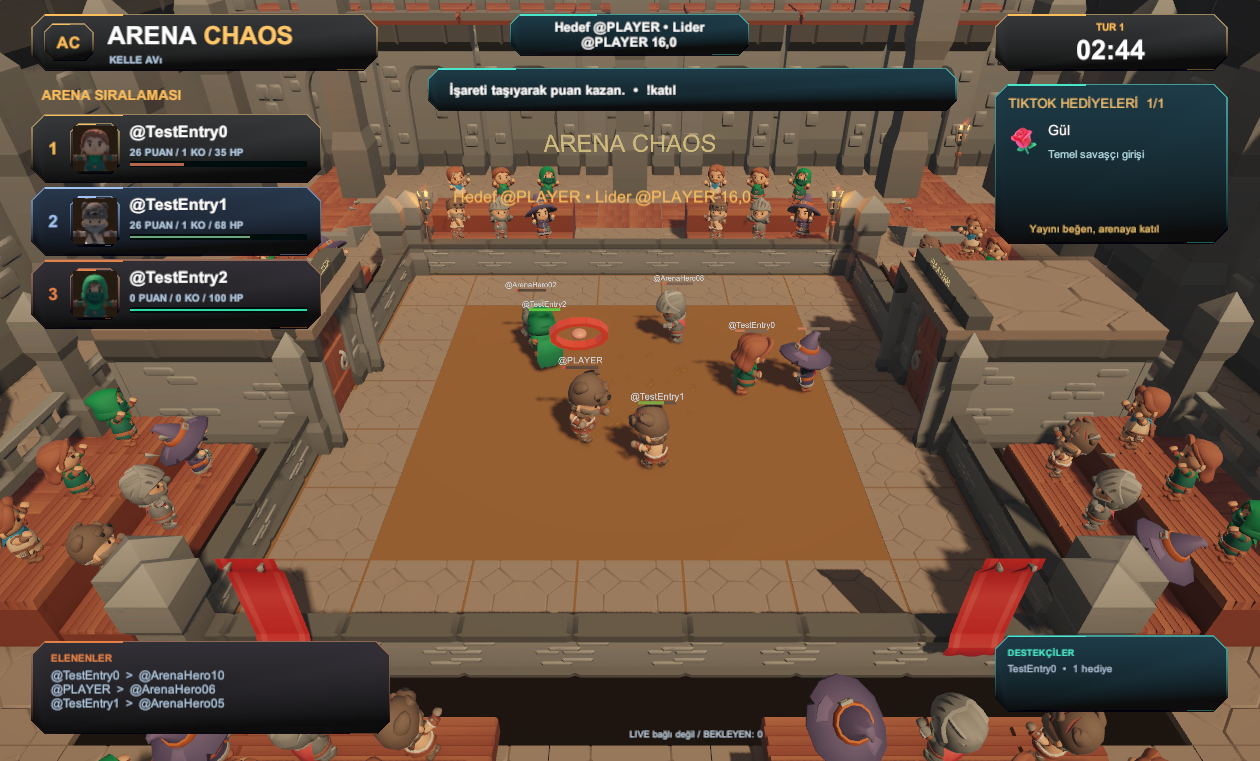 AC
ARENA CHAOS
KELLE AVı
Hedef @PLAYER • Lider
@PLAYER 16,0
TUR 1
02:44
İşareti taşıyarak puan kazan. • !katıl
ARENA SIRALAMASI
1
@TestEntry0
26 PUAN / 1 KO / 35 HP
2
@TestEntry1
26 PUAN / 1 KO / 68 HP
3
@TestEntry2
0 PUAN / 0 KO / 100 HP
TIKTOK HEDİYELERİ 1/1
Gül
Temel savaşçı girişi
Yayını beğen, arenaya katıl
ARENA CHAOS
Hedef @PLAYER • Lider @PLAYER 16,0
@ArenaHero02
@ArenaHero08
@TestEntry2
@TestEntry0
@PLAYER
@TestEntry1
ELENENLER
@TestEntry0 > @ArenaHero10
@PLAYER > @ArenaHero06
@TestEntry1 > @ArenaHero05
DESTEKÇİLER
TestEntry0 • 1 hediye
LIVE bağlı değil / BEKLEYEN: 0